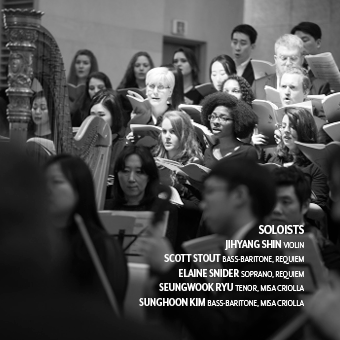 SOLOISTS
JIHYANG SHIN VIOLIN
SCOTT STOUT BASS-BARITONE, REQUIEM
ELAINE SNIDER SOPRANO, REQUIEM
SEUNGWOOK RYU TENOR, MISA CRIOLLA
SUNGHOON KIM BASS-BARITONE, MISA CRIOLLA